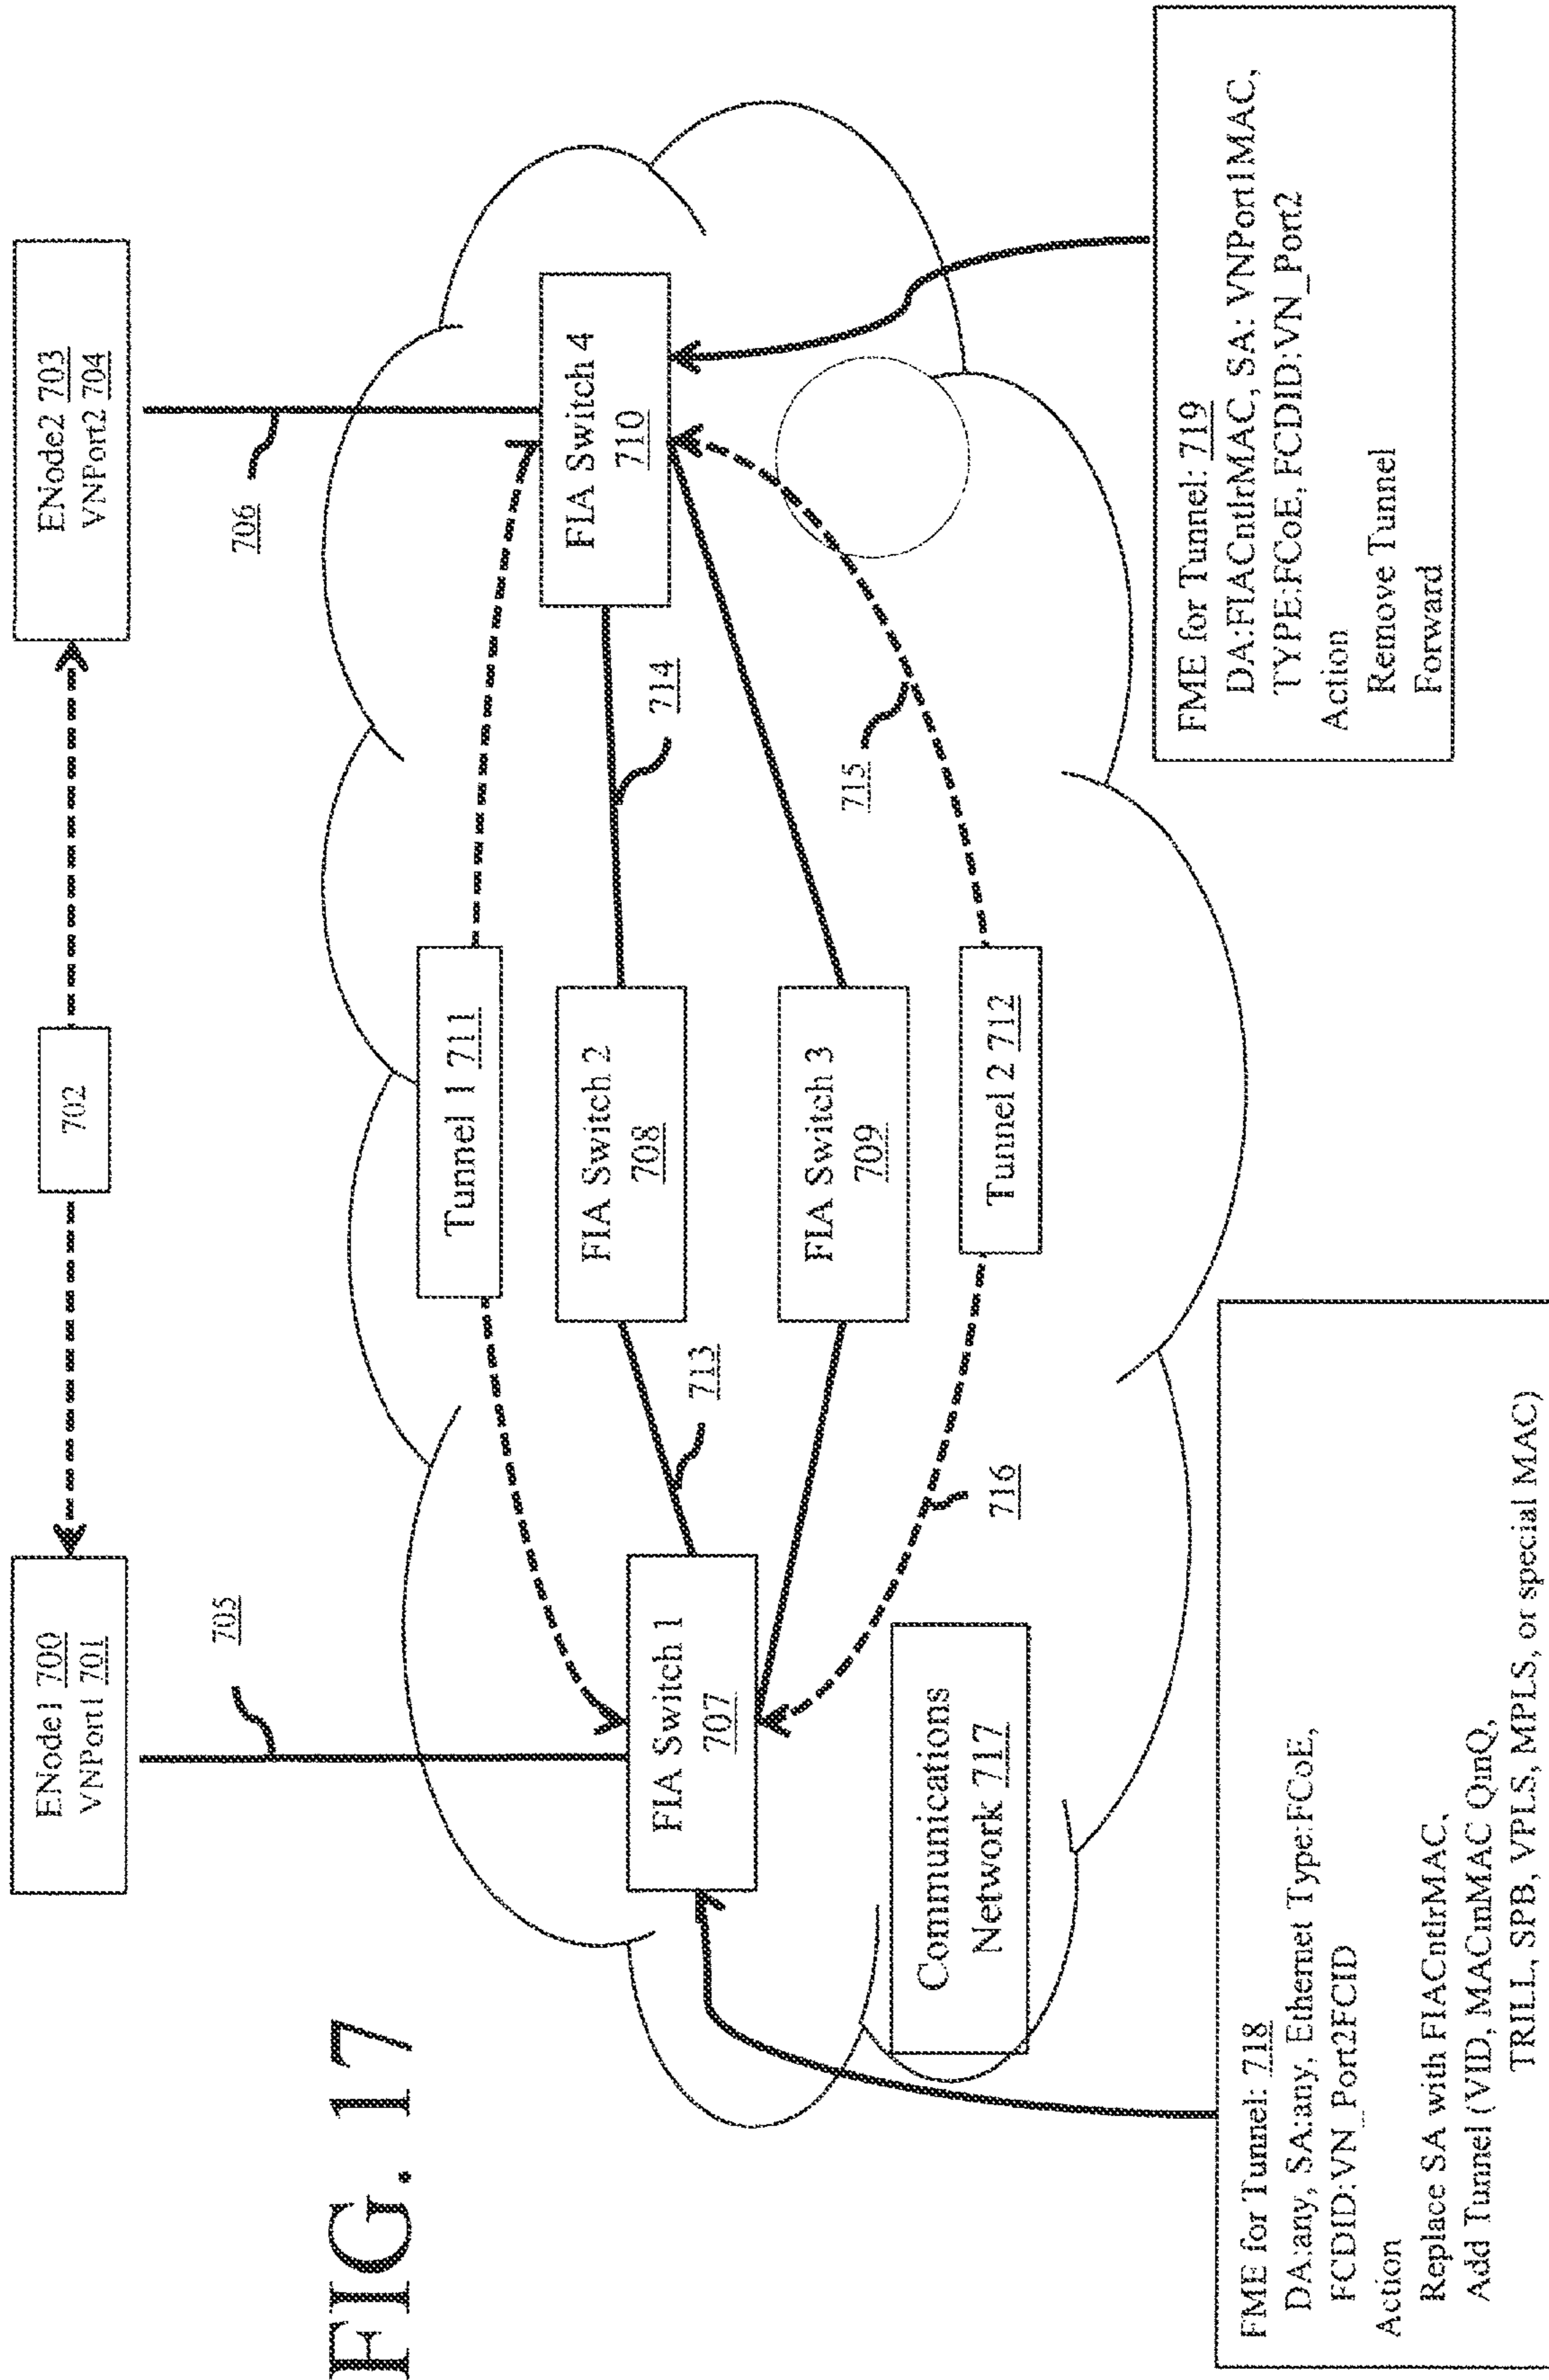 FIG. 17
ENode1 700
VNPort1 701
702
ENode2 703
VNPort2 704
705
706
Tunnel 1 711
FIA Switch 1
707
FIA Switch 2
708
FIA Switch 3
709
FIA Switch 4
710
713
714
Tunnel 2 712
716
715
Communications
Network 717
FME for Tunnel: 718
DA:any, SA:any, Ethernet Type:FCoE,
FCDID:VN_Port2FCID
Action
Replace SA with FIACntlrMAC,
Add Tunnel (VID, MACinMAC QinQ,
TRILL, SPB, VPLS, MPLS, or special MAC)
FME for Tunnel: 719
DA:FIACntlrMAC, SA: VNPort1MAC,
TYPE:FCoE, FCDID:VN_Port2
Action
Remove Tunnel
Forward